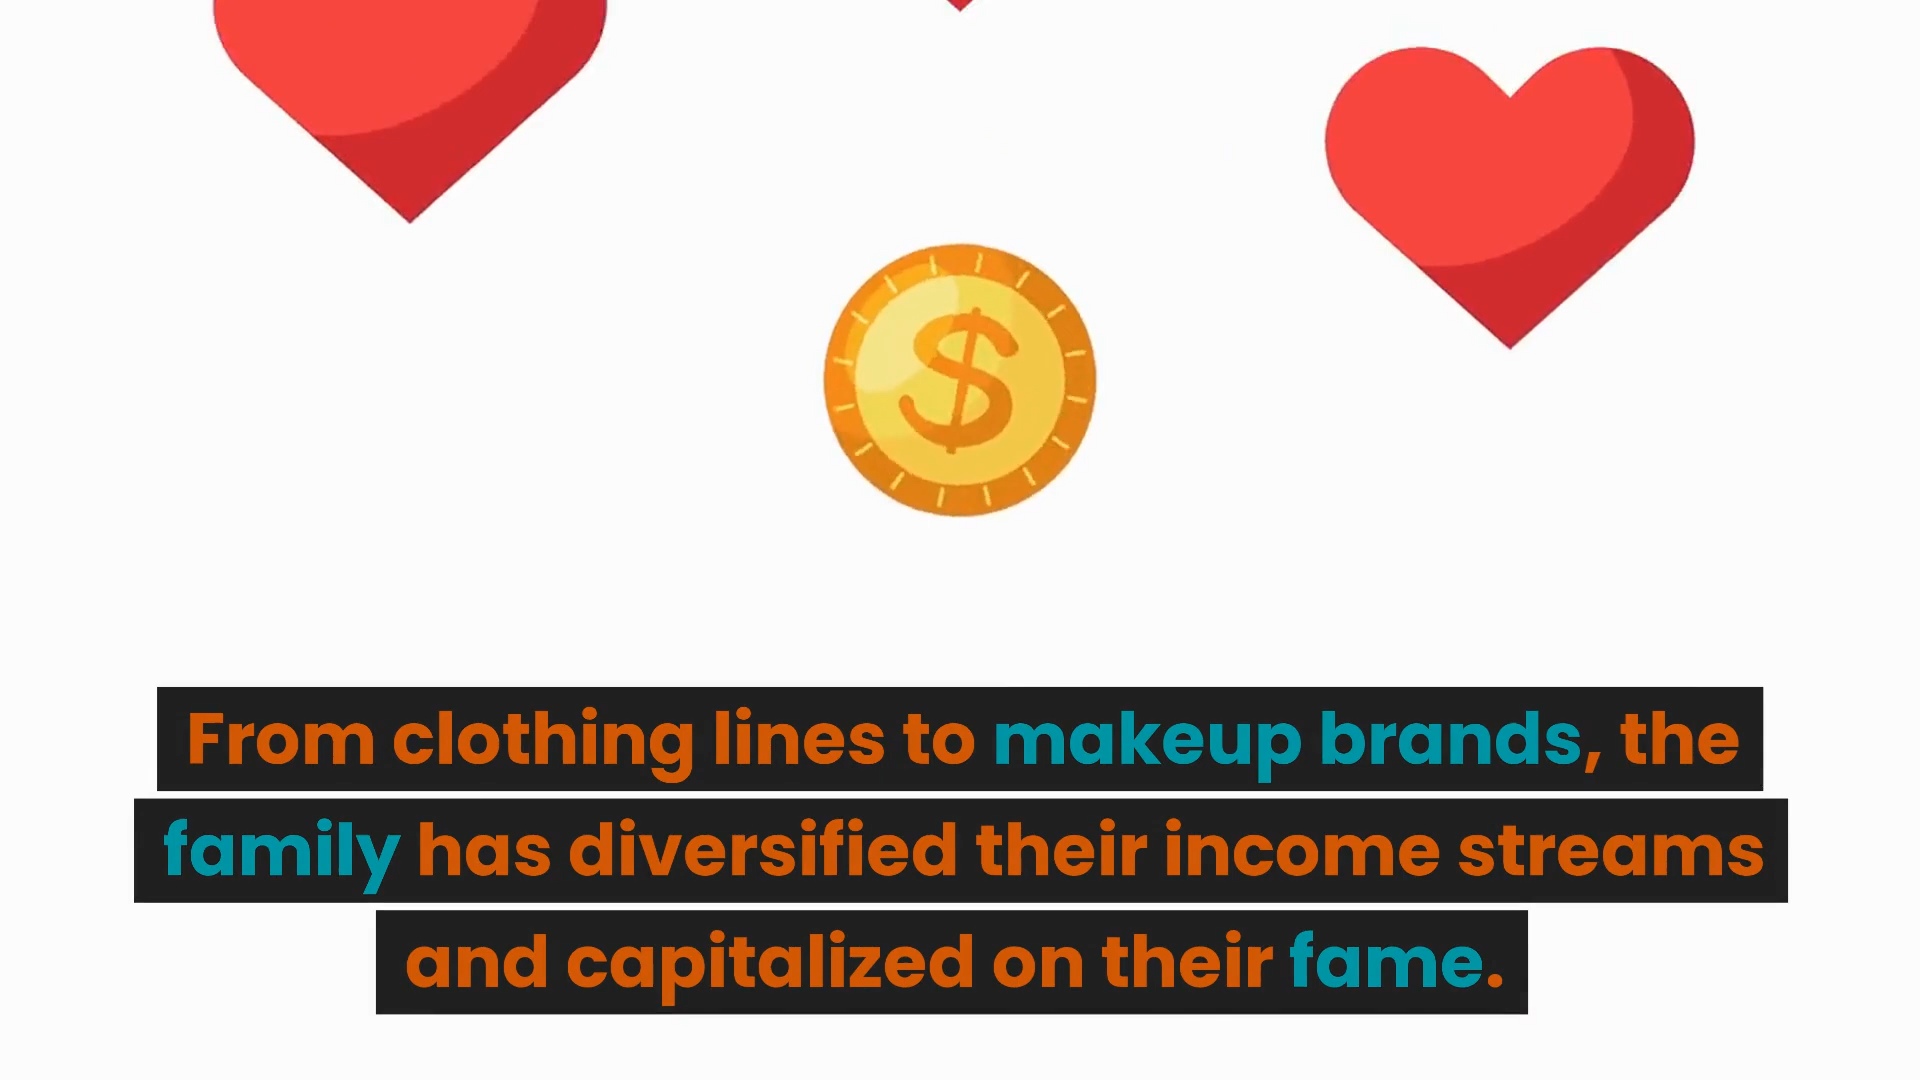 $
From clothing lines to makeup brands, the
family has diversified their income streams
and capitalized on their fame.